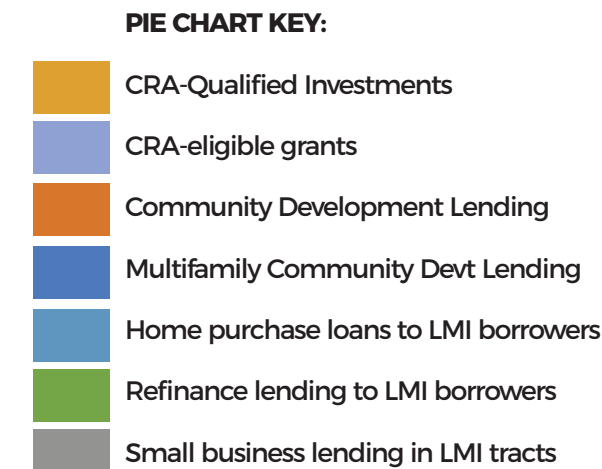 PIE CHART KEY:
CRA-Qualified Investments
CRA-eligible grants
Community Development Lending
Multifamily Community Devt Lending
Home purchase loans to LMI borrowers
Refinance lending to LMI borrowers
Small business lending in LMI tracts